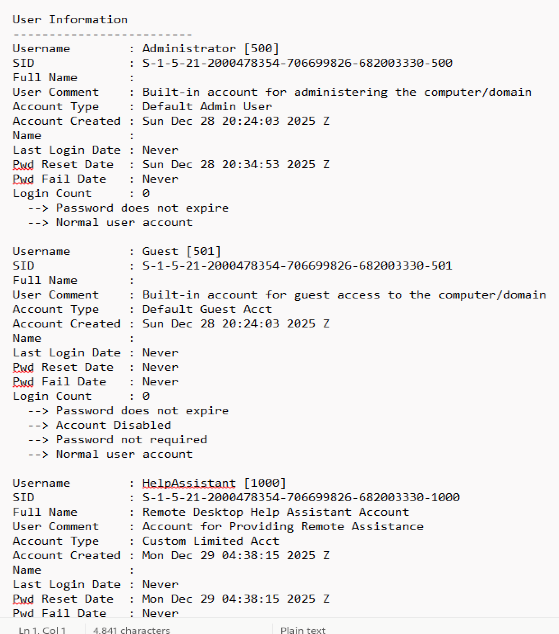 User Information
-------------------------
Username        : Administrator [500]
SID             : S-1-5-21-2000478354-706699826-682003330-500
Full Name       :
User Comment    : Built-in account for administering the computer/domain
Account Type    : Default Admin User
Account Created : Sun Dec 28 20:24:03 2025 Z
Name            :
Last Login Date : Never
Pwd Reset Date  : Sun Dec 28 20:34:53 2025 Z
Pwd Fail Date   : Never
Login Count     : 0
  --> Password does not expire
  --> Normal user account

Username        : Guest [501]
SID             : S-1-5-21-2000478354-706699826-682003330-501
Full Name       :
User Comment    : Built-in account for guest access to the computer/domain
Account Type    : Default Guest Acct
Account Created : Sun Dec 28 20:24:03 2025 Z
Name            :
Last Login Date : Never
Pwd Reset Date  : Never
Pwd Fail Date   : Never
Login Count     : 0
  --> Password does not expire
  --> Account Disabled
  --> Password not required
  --> Normal user account

Username        : HelpAssistant [1000]
SID             : S-1-5-21-2000478354-706699826-682003330-1000
Full Name       : Remote Desktop Help Assistant Account
User Comment    : Account for Providing Remote Assistance
Account Type    : Custom Limited Acct
Account Created : Mon Dec 29 04:38:15 2025 Z
Name            :
Last Login Date : Never
Pwd Reset Date  : Mon Dec 29 04:38:15 2025 Z
Pwd Fail Date   : Never
Ln 1, Col 1 4,841 characters Plain text